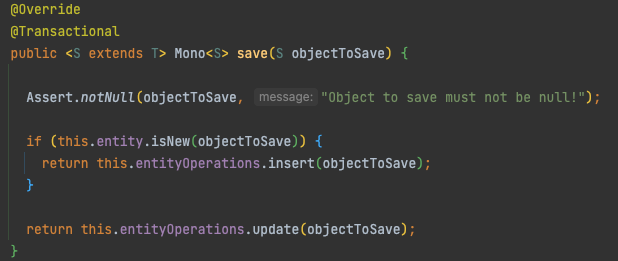 @Override
@Transactional
public <S extends T> Mono<S> save(S objectToSave) {
Assert.notNull(objectToSave, message: "Object to save must not be null!");
if (this.entity.isNew(objectToSave)) {
return this.entityOperations.insert(objectToSave);
}
return this.entityOperations.update(objectToSave);
}